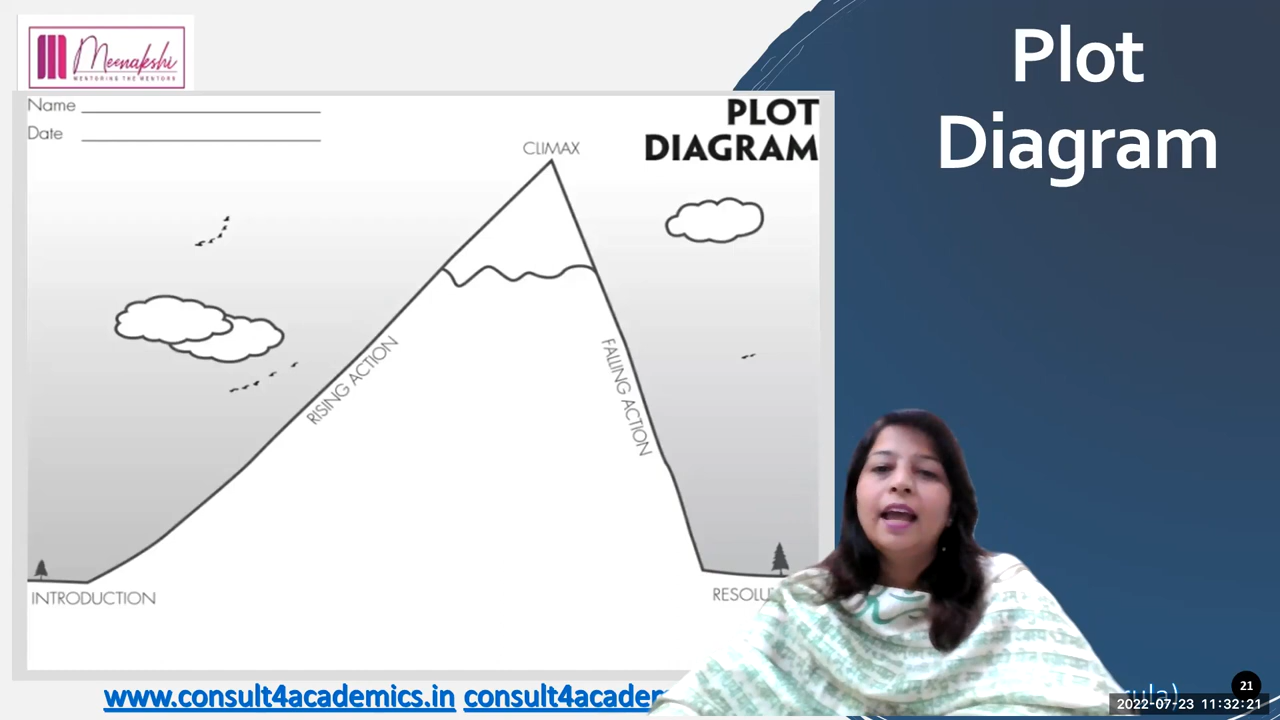 Meenakshi
MENTORING THE MENTORS
Plot
Diagram
Name
Date
PLOT
DIAGRAM
CLIMAX
RISING ACTION
FALLING ACTION
INTRODUCTION
www.consult4academics.in
21
2022-07-23 11:32:21